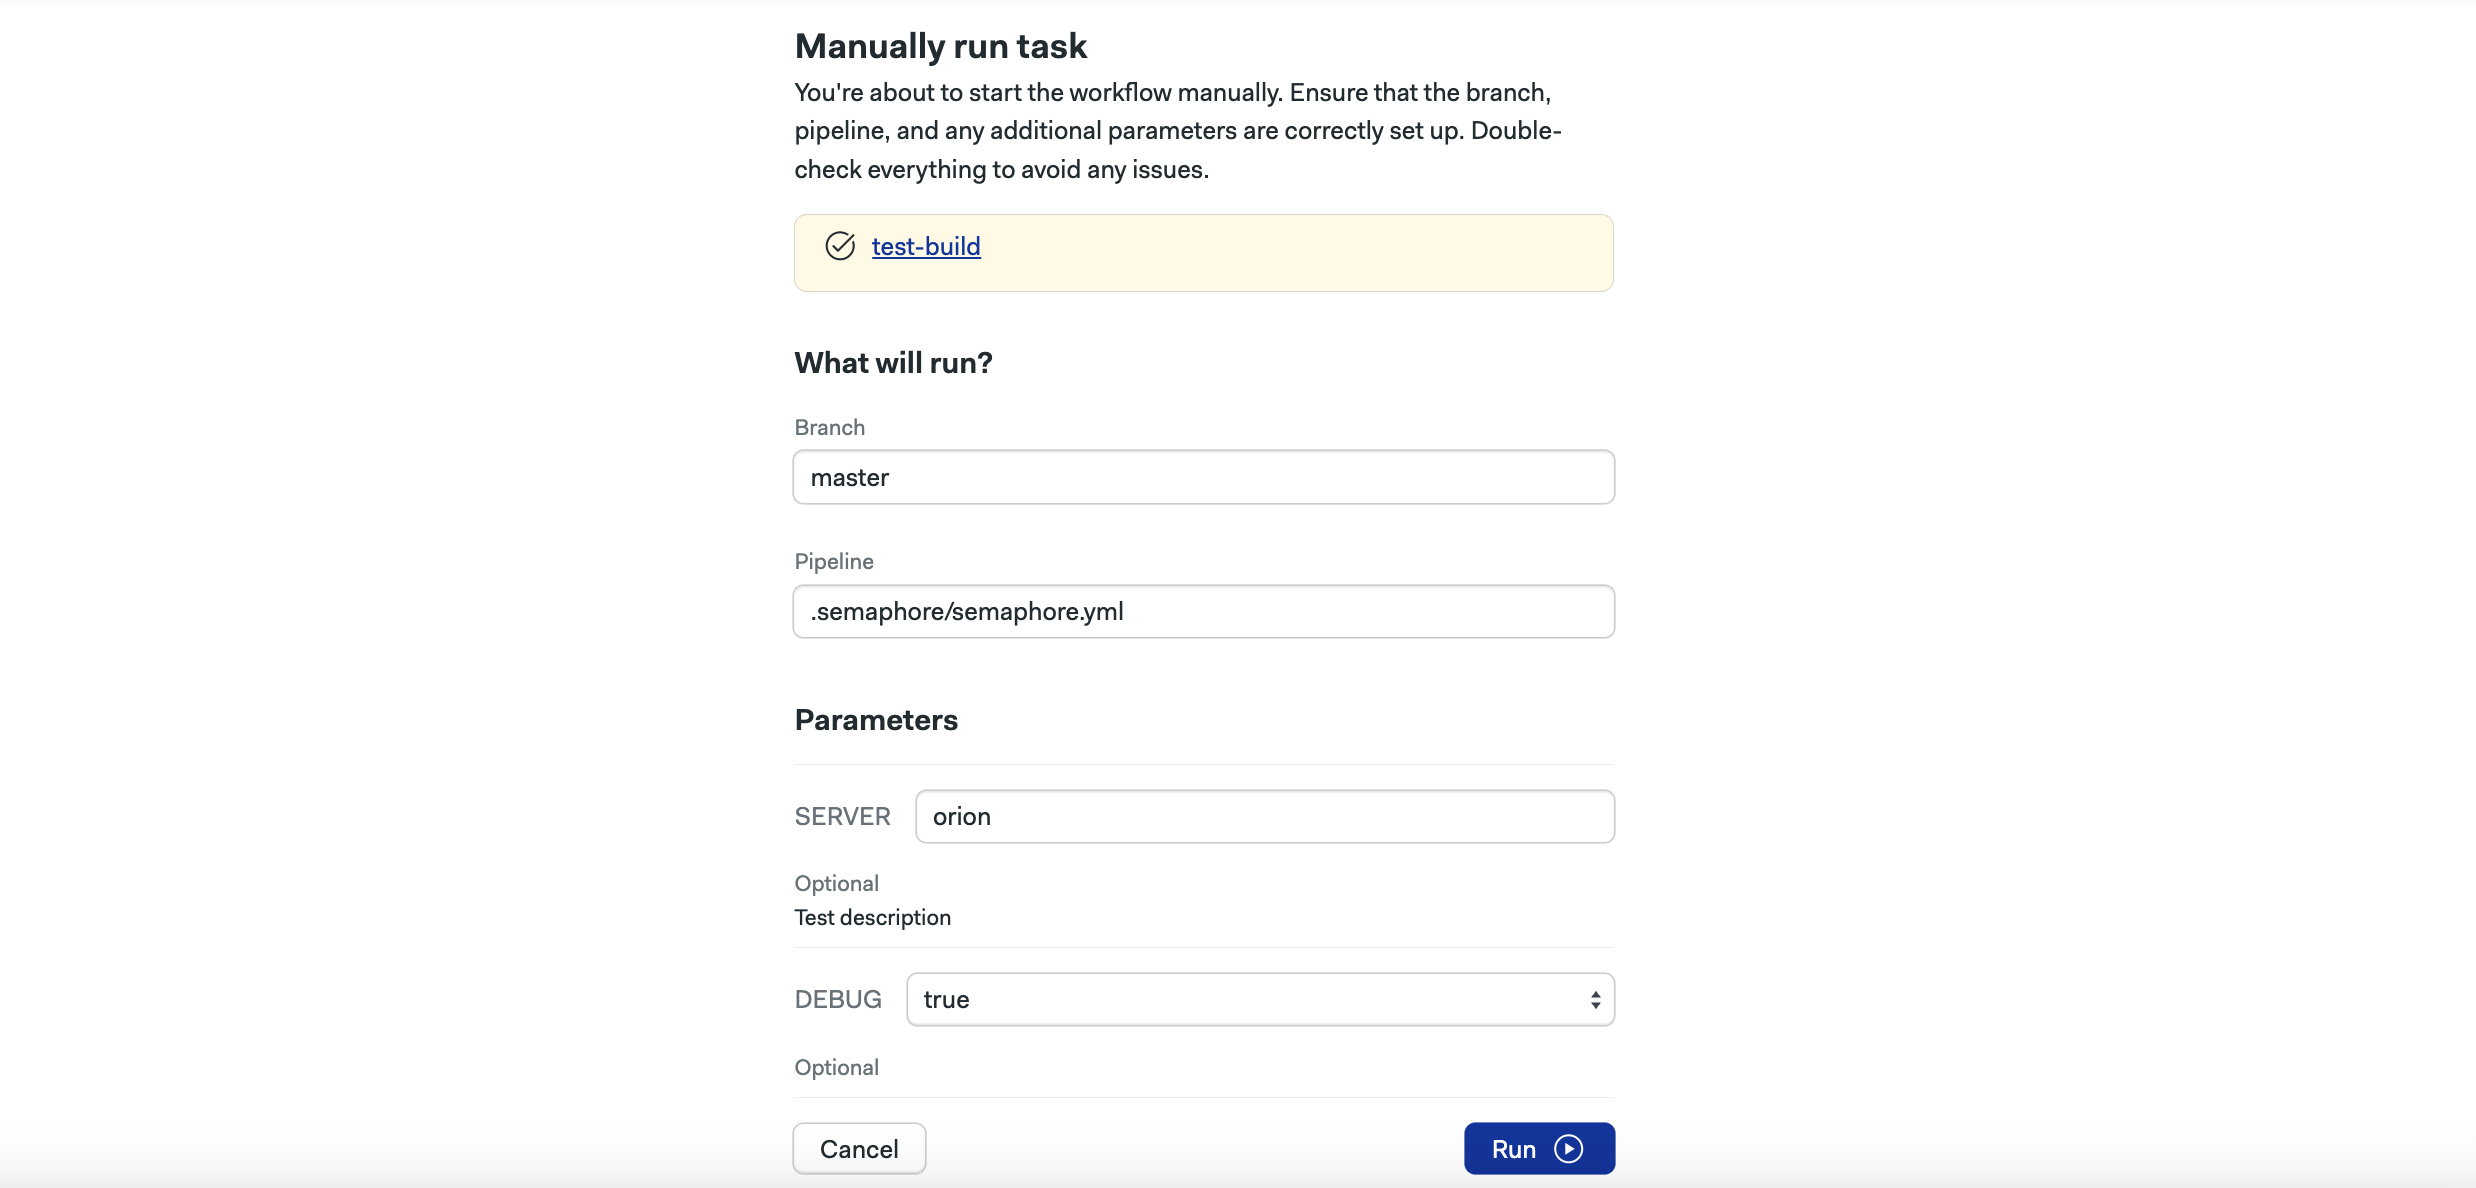 Manually run task
You're about to start the workflow manually. Ensure that the branch,
pipeline, and any additional parameters are correctly set up. Double-
check everything to avoid any issues.
test-build
What will run?
Branch
master
Pipeline
.semaphore/semaphore.yml
Parameters
SERVER orion
Optional
Test description
DEBUG true
Optional
Cancel Run